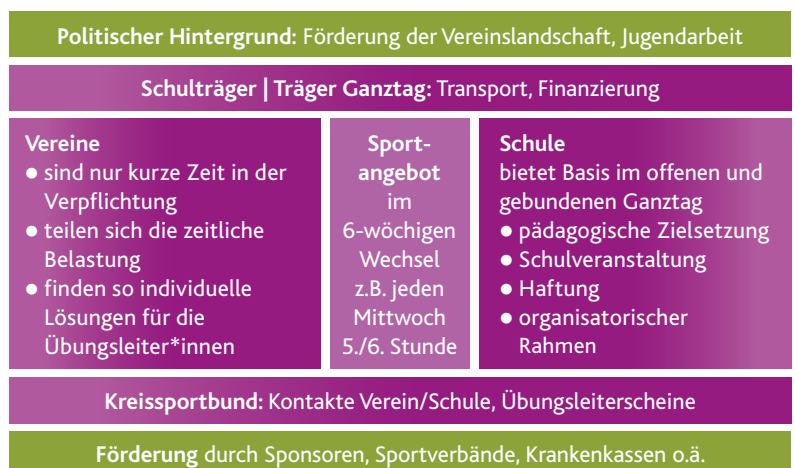 Politischer Hintergrund: Förderung der Vereinslandschaft, Jugendarbeit
Schulträger | Träger Ganztag: Transport, Finanzierung
Vereine
● sind nur kurze Zeit in der
Verpflichtung
● teilen sich die zeitliche
Belastung
● finden so individuelle
Lösungen für die
Übungsleiter*innen
Sport-
angebot
im
6-wöchigen
Wechsel
z.B. jeden
Mittwoch
5./6. Stunde
Schule
bietet Basis im offenen und
gebundenen Ganztag
● pädagogische Zielsetzung
● Schulveranstaltung
● Haftung
● organisatorischer
Rahmen
Kreissportbund: Kontakte Verein/Schule, Übungsleiterscheine
Förderung durch Sponsoren, Sportverbände, Krankenkassen o.ä.